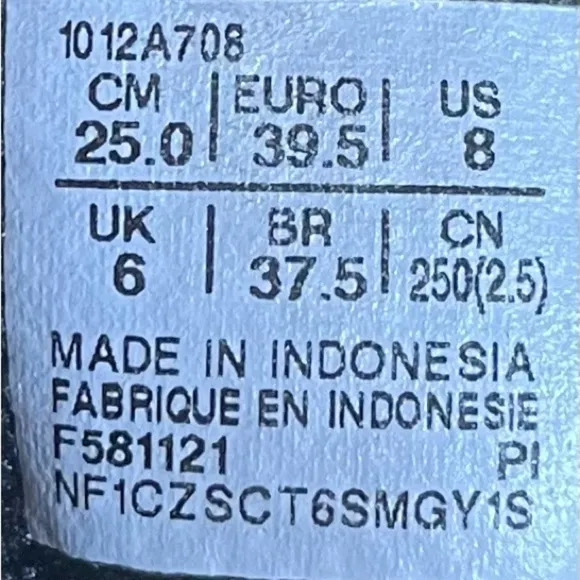 1012A708
CM | EURO | US
25.0 | 39.5 | 8
UK | BR | CN
6 | 37.5 | 250(2.5)
MADE IN INDONESIA
FABRIQUE EN INDONESIE
F581121 PI
NF1CZSCT6SMGY1S